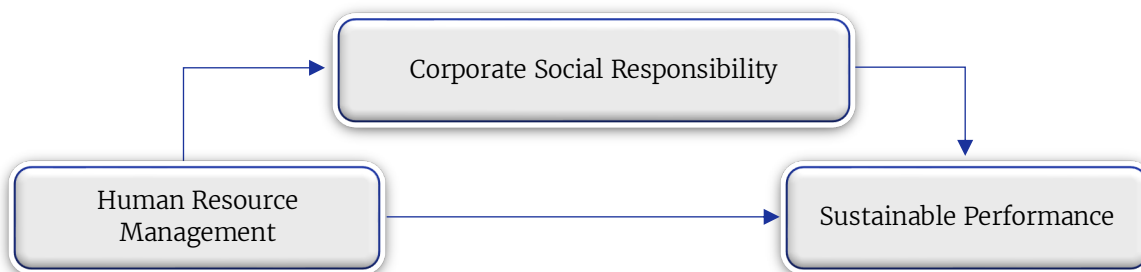 Corporate Social Responsibility
Human Resource
Management
Sustainable Performance